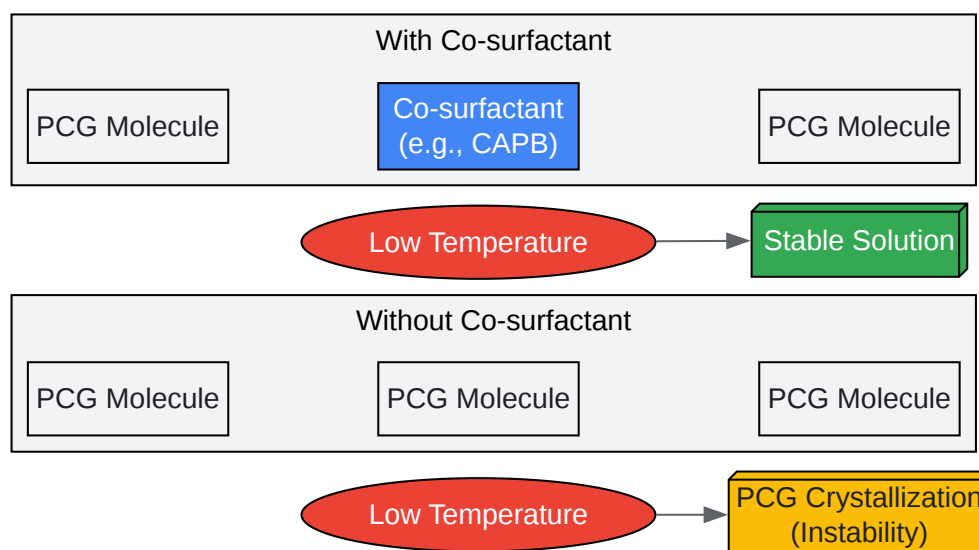 With Co-surfactant
PCG Molecule
Co-surfactant
(e.g., CAPB)
PCG Molecule
Low Temperature
Stable Solution
Without Co-surfactant
PCG Molecule
PCG Molecule
PCG Molecule
Low Temperature
PCG Crystallization
(Instability)